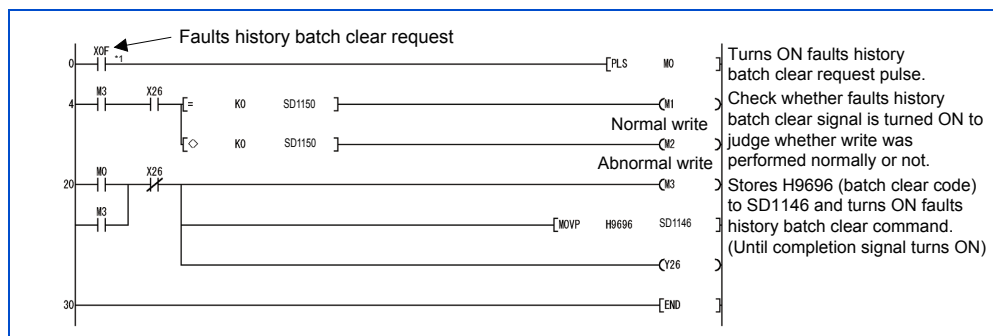 Faults history batch clear request
X0F
*1
0
[PLS M0 ]
Turns ON faults history
batch clear request pulse.
4
M3 X26
[= K0 SD1150 ]
(M1 )
Normal write
[<> K0 SD1150 ]
(M2 )
Abnormal write
Check whether faults history
batch clear signal is turned ON to
judge whether write was
performed normally or not.
20
M0 X26
(M3 )
M3
[MOVP H9696 SD1146 ]
(Y26 )
Stores H9696 (batch clear code)
to SD1146 and turns ON faults
history batch clear command.
(Until completion signal turns ON)
30
[END ]